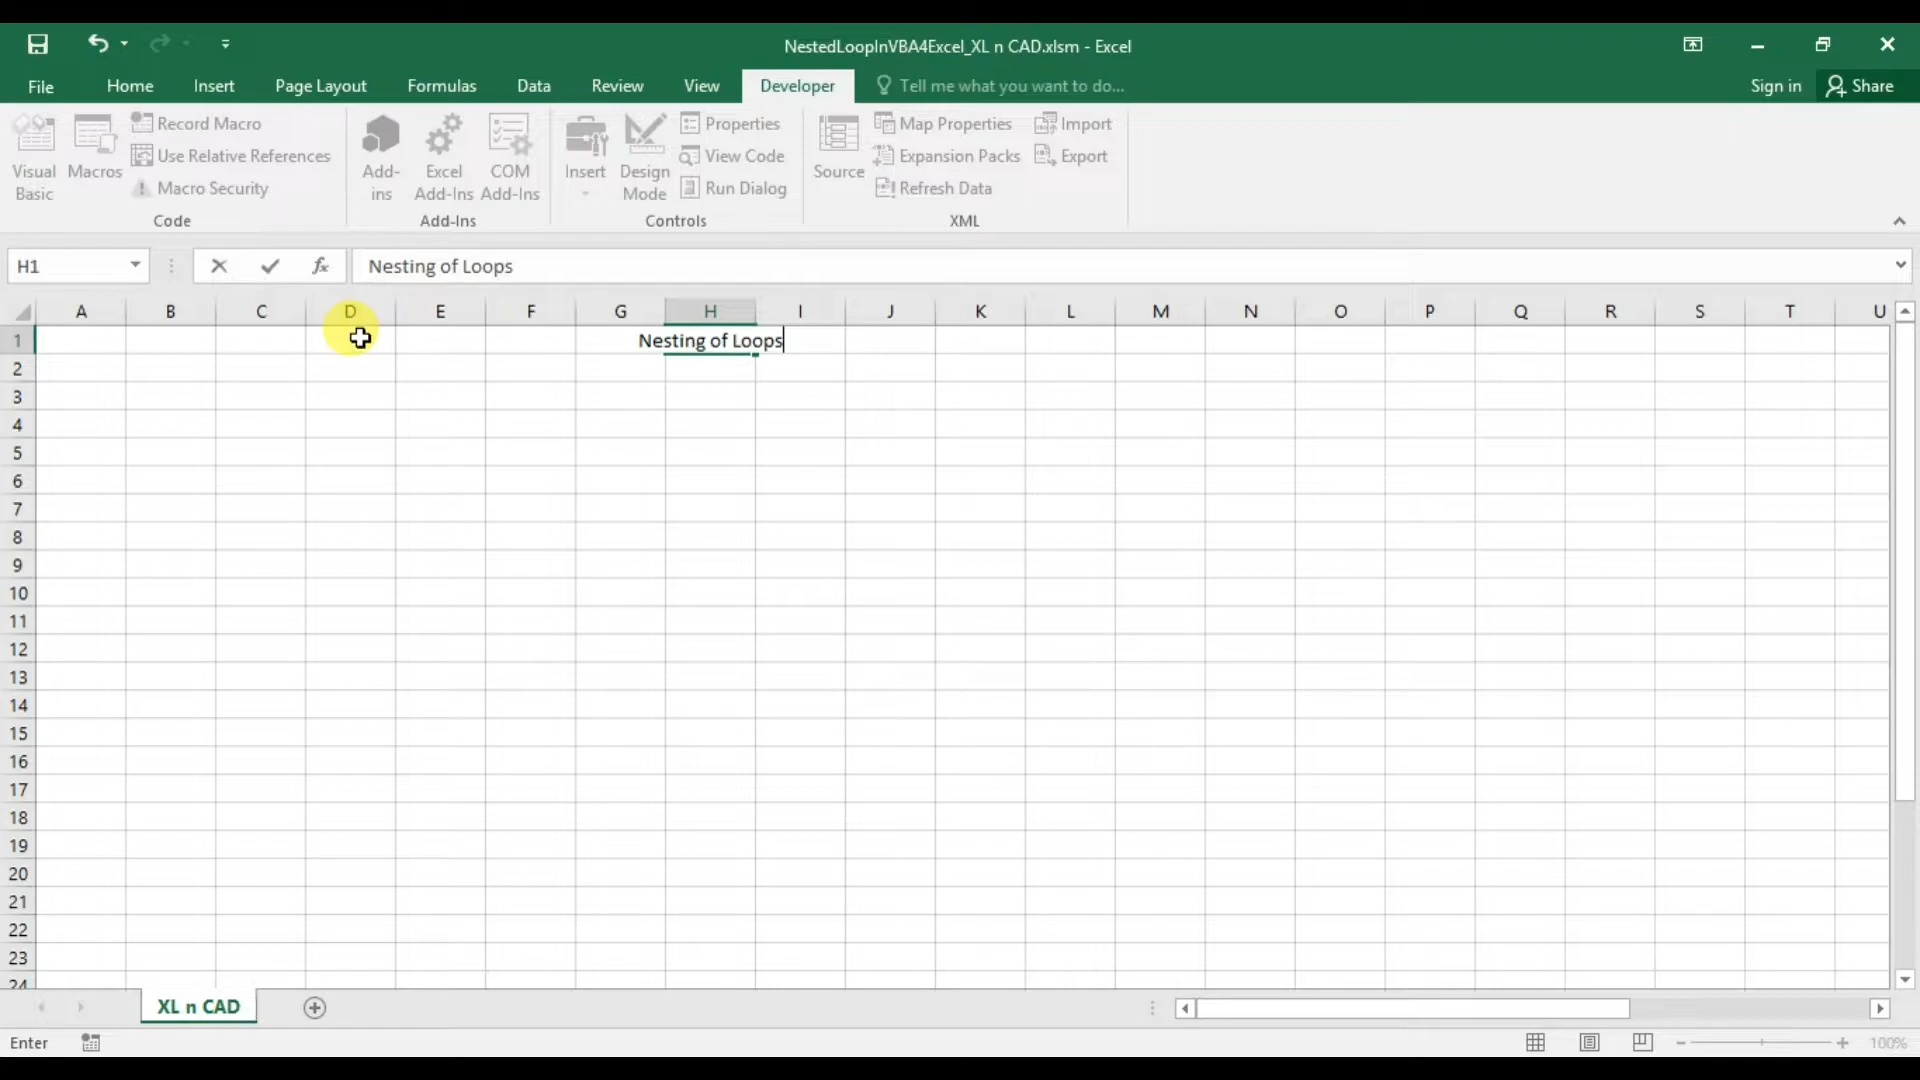 NestedLoopInVBA4Excel_XL n CAD.xlsm - Excel
File Home Insert Page Layout Formulas Data Review View Developer Tell me what you want to do... Sign in Share
Visual Basic
Macros
Record Macro
Use Relative References
Macro Security
Code
Add-ins
Excel Add-Ins
COM Add-Ins
Add-Ins
Insert
Design Mode
Properties
View Code
Run Dialog
Controls
Source
Map Properties
Expansion Packs
Refresh Data
Import
Export
XML
H1 fx Nesting of Loops
A B C D E F G H I J K L M N O P Q R S T U
1 Nesting of Loops
2
3
4
5
6
7
8
9
10
11
12
13
14
15
16
17
18
19
20
21
22
23
24
XL n CAD
Enter 100%